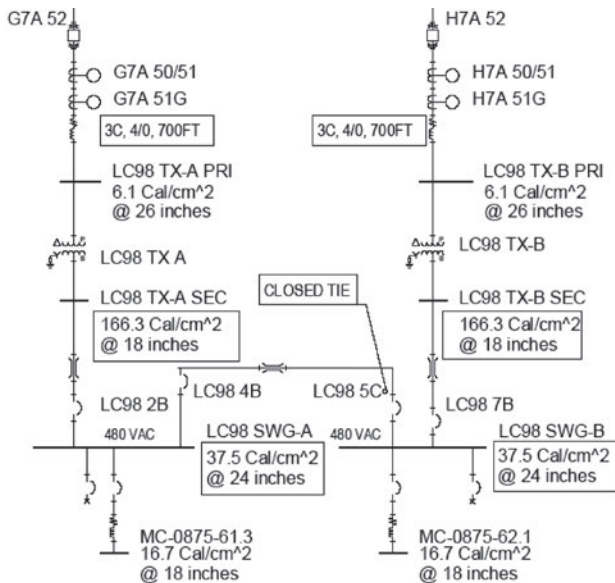 G7A 52
H7A 52
G7A 50/51
H7A 50/51
G7A 51G
H7A 51G
3C, 4/0, 700FT
3C, 4/0, 700FT
LC98 TX-A PRI
6.1 Cal/cm^2
@ 26 inches
LC98 TX-B PRI
6.1 Cal/cm^2
@ 26 inches
LC98 TX A
LC98 TX-B
CLOSED TIE
LC98 TX-A SEC
166.3 Cal/cm^2
@ 18 inches
LC98 TX-B SEC
166.3 Cal/cm^2
@ 18 inches
LC98 2B
LC98 4B
LC98 5C
LC98 7B
480 VAC
LC98 SWG-A
37.5 Cal/cm^2
@ 24 inches
480 VAC
LC98 SWG-B
37.5 Cal/cm^2
@ 24 inches
MC-0875-61.3
16.7 Cal/cm^2
@ 18 inches
MC-0875-62.1
16.7 Cal/cm^2
@ 18 inches